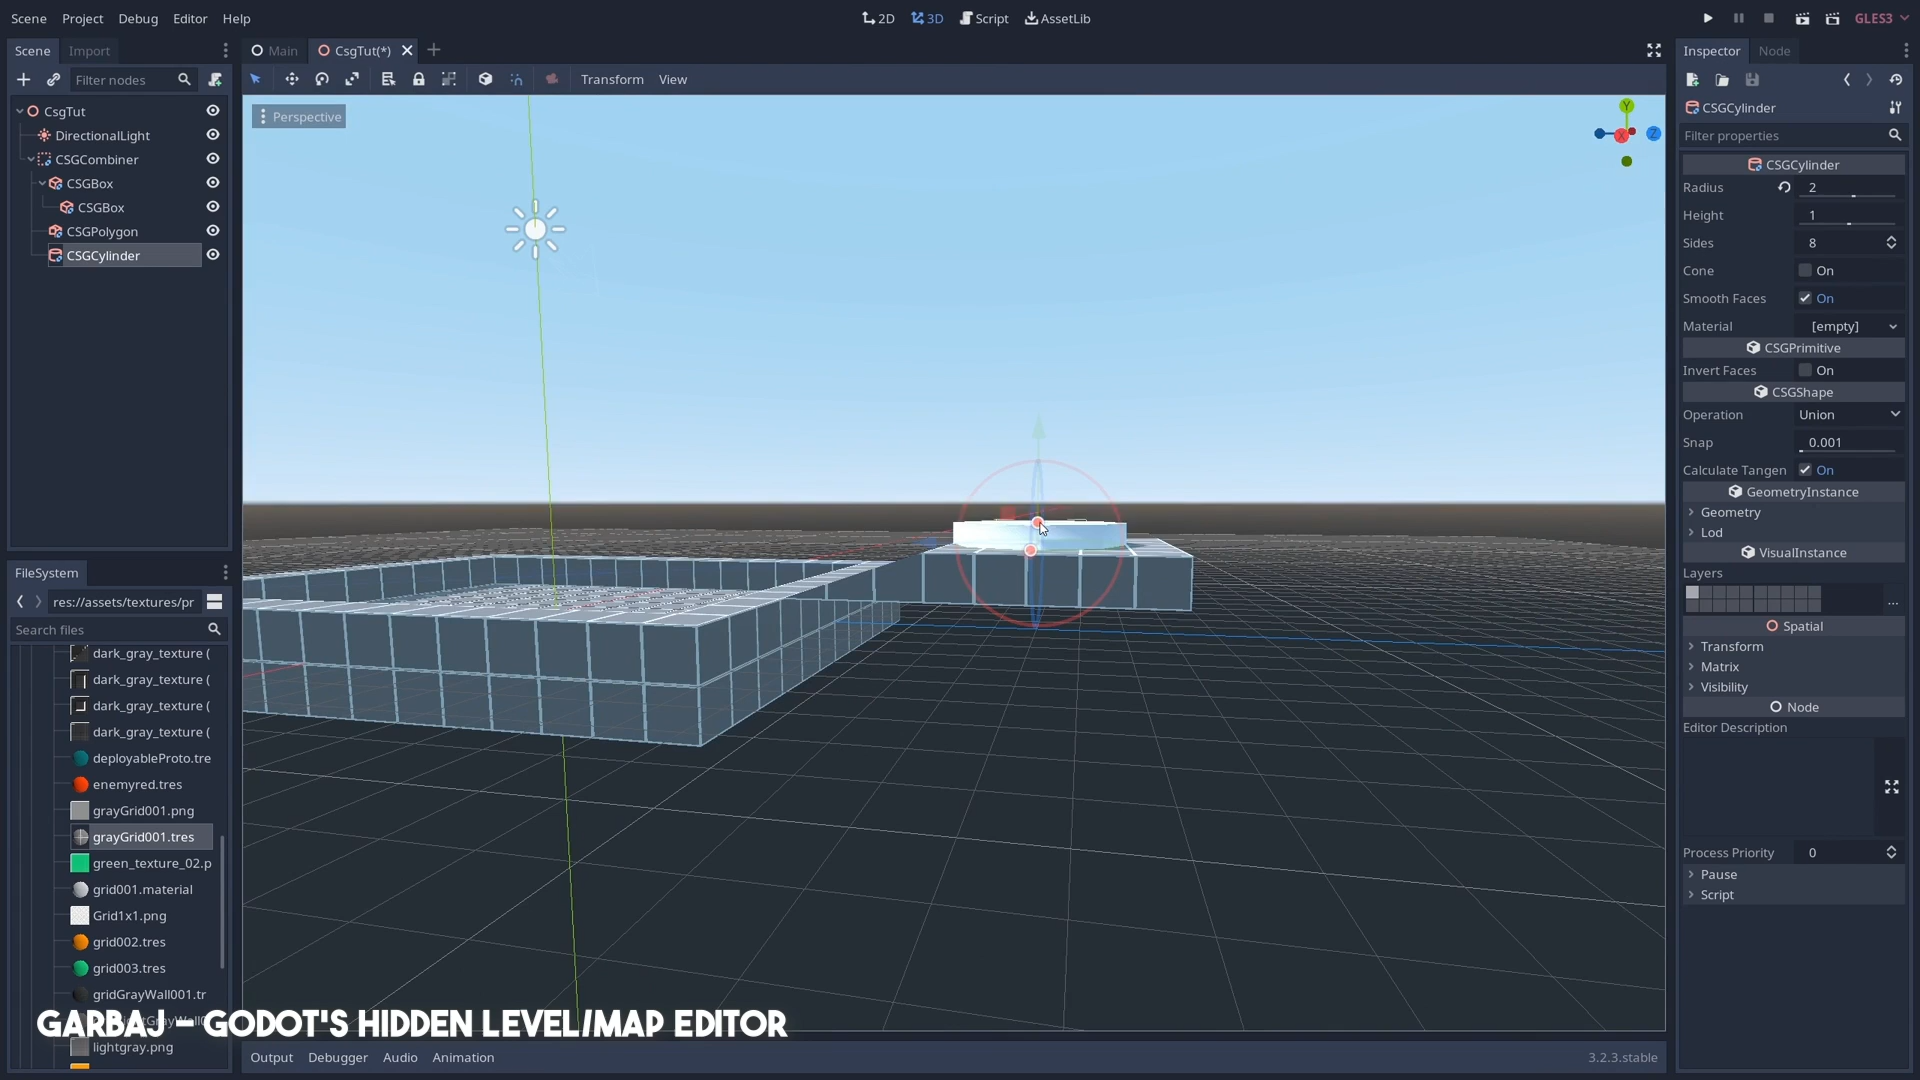 Scene Project Debug Editor Help
2D 3D Script AssetLib
GLES3
Scene Import
Main CsgTut(*)
Inspector Node
Filter nodes
Transform View
CsgTut
DirectionalLight
CSGCombiner
CSGBox
CSGBox
CSGPolygon
CSGCylinder
Perspective
Y
Z
CSGCylinder
Filter properties
CSGCylinder
Radius 2
Height 1
Sides 8
Cone On
Smooth Faces On
Material [empty]
CSGPrimitive
Invert Faces On
CSGShape
Operation Union
Snap 0.001
Calculate Tangen On
GeometryInstance
Geometry
Lod
VisualInstance
Layers
...
Spatial
Transform
Matrix
Visibility
Node
Editor Description
Process Priority 0
Pause
Script
FileSystem
res://assets/textures/pr
Search files
dark_gray_texture (
dark_gray_texture (
dark_gray_texture (
dark_gray_texture (
deployableProto.tre
enemyred.tres
grayGrid001.png
grayGrid001.tres
green_texture_02.p
grid001.material
Grid1x1.png
grid002.tres
grid003.tres
gridGrayWall001.tr
GARBAJ – GODOT'S HIDDEN LEVEL/MAP EDITOR
lightgray.png
Output Debugger Audio Animation
3.2.3.stable